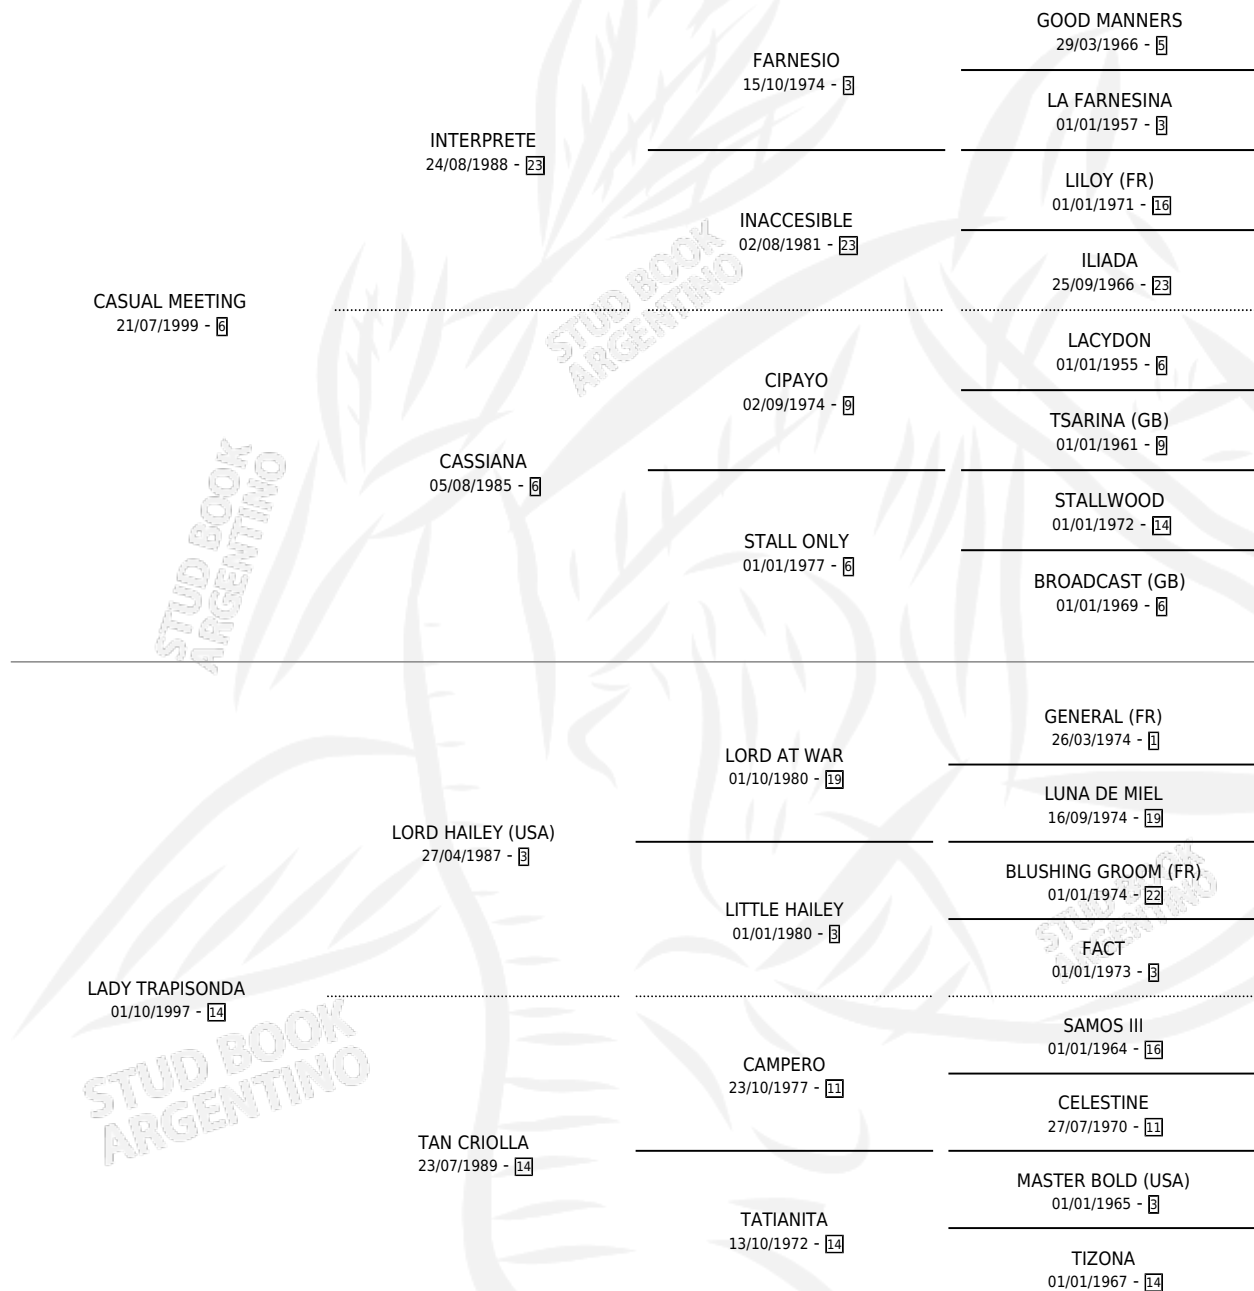 GOOD MANNERS
29/03/1966 - 5
FARNESIO
15/10/1974 - 3
LA FARNESINA
01/01/1957 - 3
INTERPRETE
24/08/1988 - 23
LILOY (FR)
01/01/1971 - 16
INACCESIBLE
02/08/1981 - 23
ILIADA
25/09/1966 - 23
CASUAL MEETING
21/07/1999 - 6
LACYDON
01/01/1955 - 6
CIPAYO
02/09/1974 - 9
TSARINA (GB)
01/01/1961 - 9
CASSIANA
05/08/1985 - 6
STALLWOOD
01/01/1972 - 14
STALL ONLY
01/01/1977 - 6
BROADCAST (GB)
01/01/1969 - 6
GENERAL (FR)
26/03/1974 - 1
LORD AT WAR
01/10/1980 - 19
LUNA DE MIEL
16/09/1974 - 19
LORD HAILEY (USA)
27/04/1987 - 3
BLUSHING GROOM (FR)
01/01/1974 - 22
LITTLE HAILEY
01/01/1980 - 3
FACT
01/01/1973 - 3
LADY TRAPISONDA
01/10/1997 - 14
SAMOS III
01/01/1964 - 16
CAMPERO
23/10/1977 - 11
CELESTINE
27/07/1970 - 11
TAN CRIOLLA
23/07/1989 - 14
MASTER BOLD (USA)
01/01/1965 - 3
TATIANITA
13/10/1972 - 14
TIZONA
01/01/1967 - 14
STUD BOOK
ARGENTINO
STUD BOOK
ARGENTINO
STUD BOOK
ARGENTINO
STUD BOOK
ARGENTINO